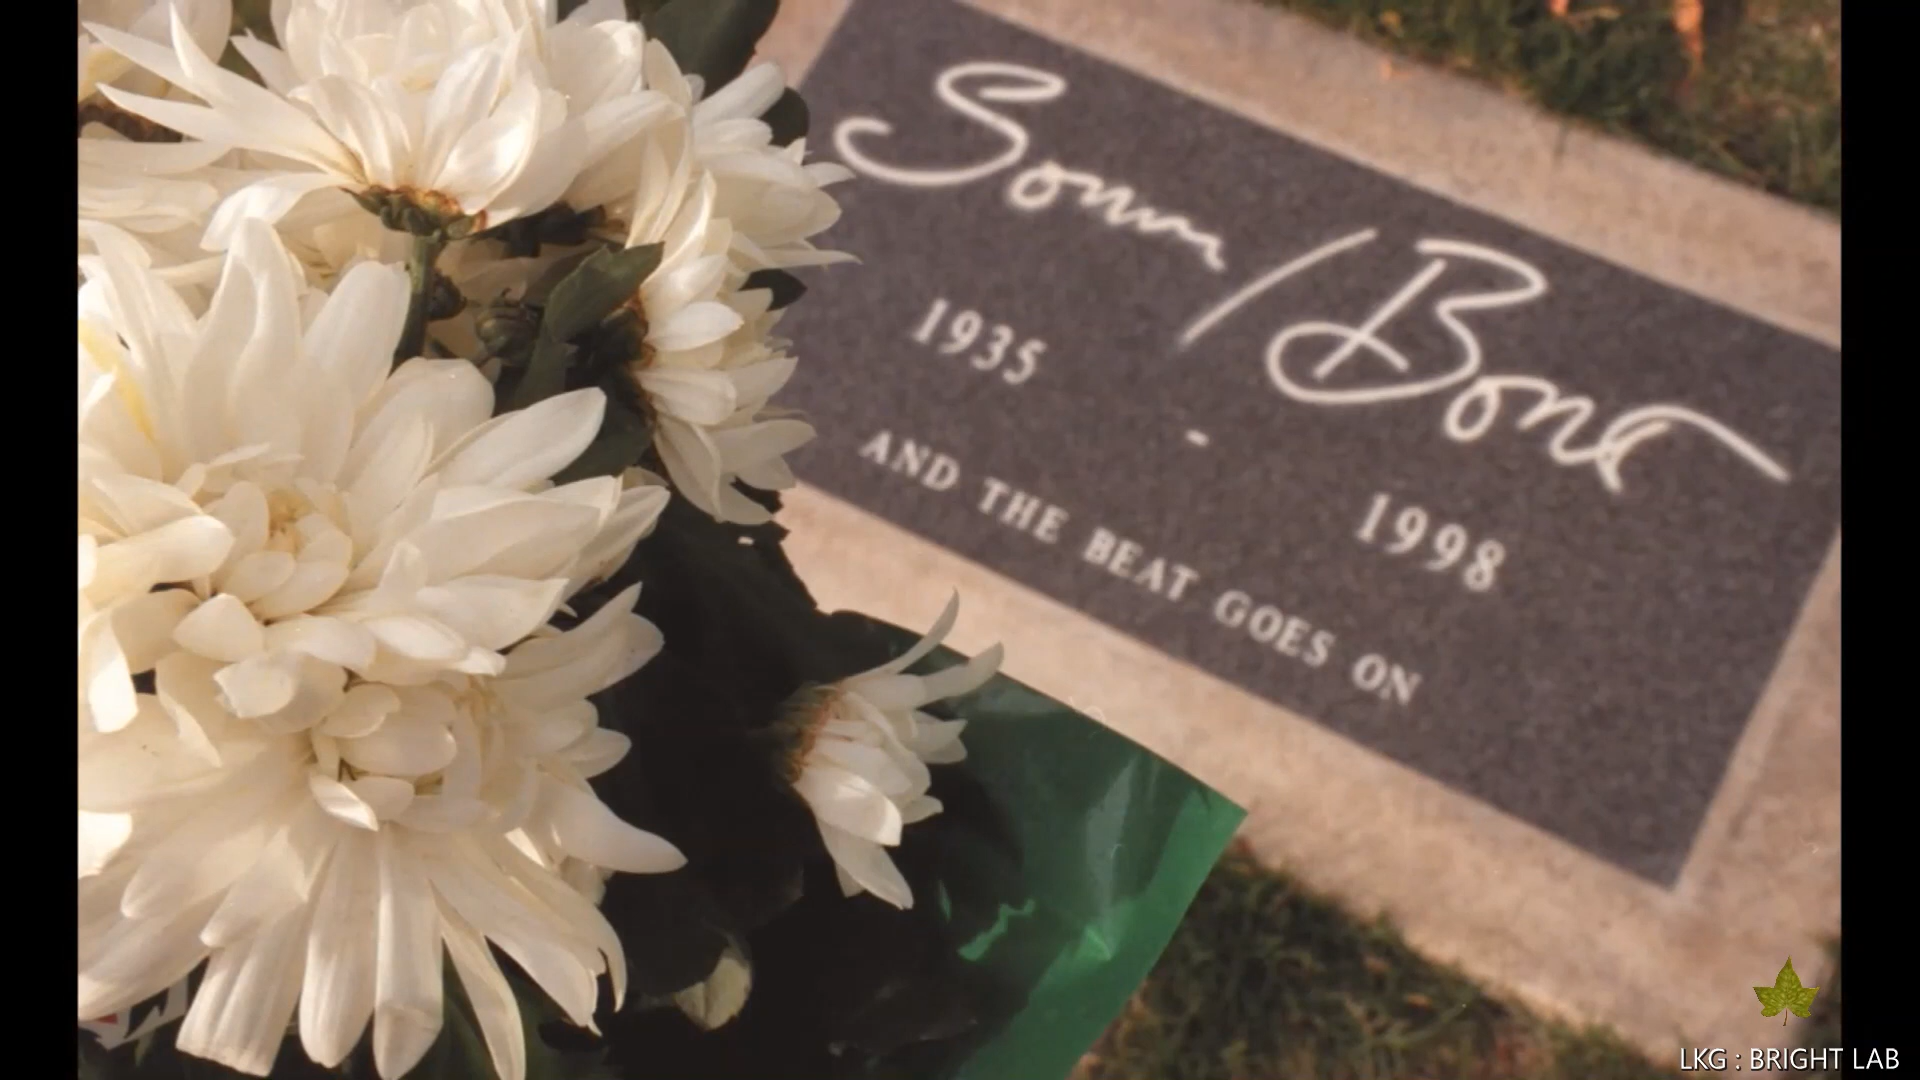 Sonny Bono
1935 - 1998
AND THE BEAT GOES ON
LKG : BRIGHT LAB